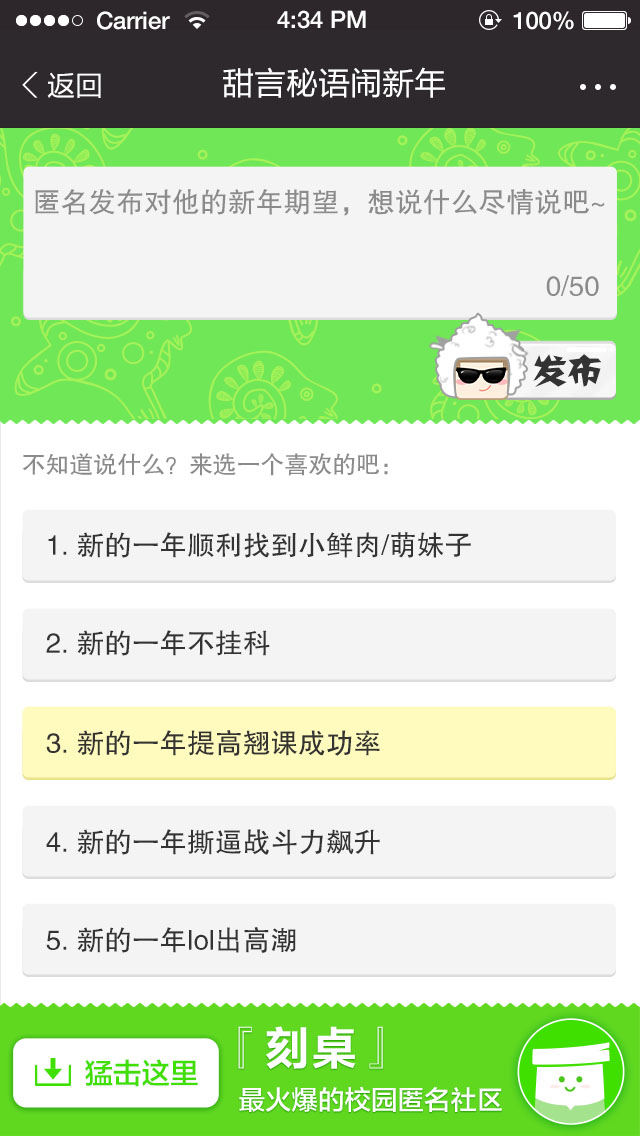 Carrier 4:34 PM 100%
返回 甜言秘语闹新年 ...
匿名发布对他的新年期望，想说什么尽情说吧~
0/50
发布
不知道说什么？来选一个喜欢的吧：
1. 新的一年顺利找到小鲜肉/萌妹子
2. 新的一年不挂科
3. 新的一年提高翘课成功率
4. 新的一年撕逼战斗力飙升
5. 新的一年lol出高潮
『刻桌』
猛击这里
最火爆的校园匿名社区